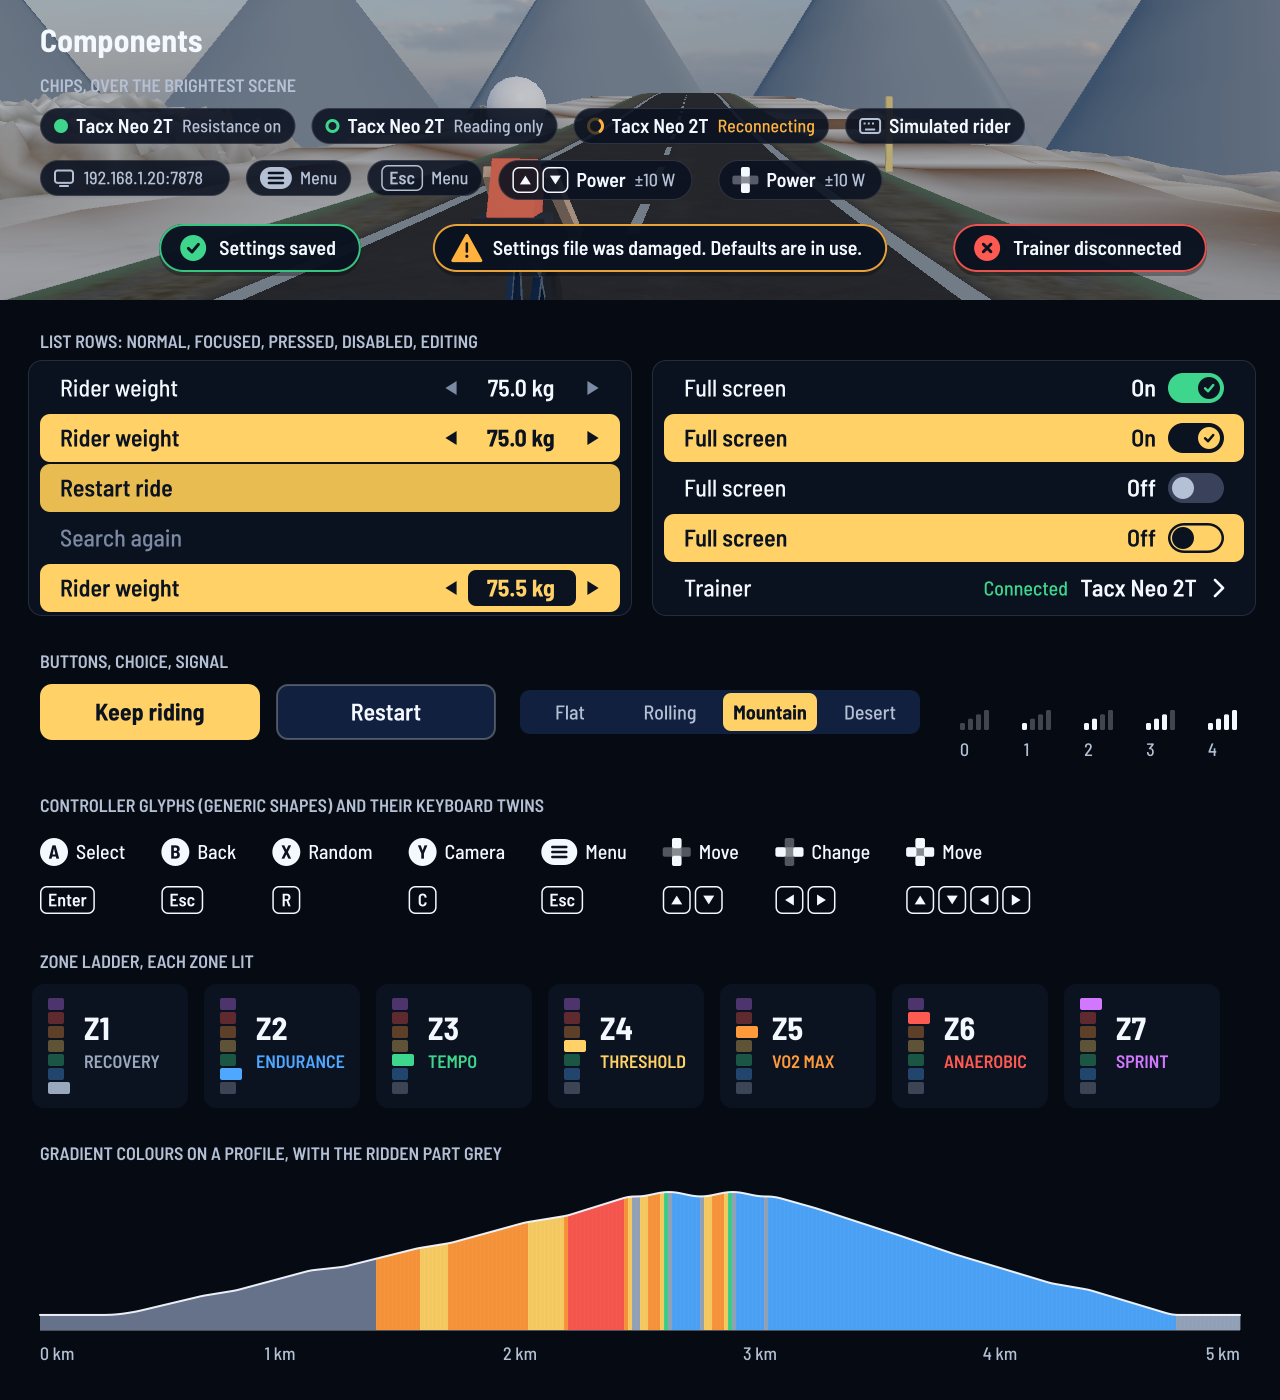 Components
CHIPS, OVER THE BRIGHTEST SCENE
Tacx Neo 2T Resistance on Tacx Neo 2T Reading only Tacx Neo 2T Reconnecting Simulated rider
192.168.1.20:7878 Menu Esc Menu Power ±10 W Power ±10 W
Settings saved Settings file was damaged. Defaults are in use. Trainer disconnected
LIST ROWS: NORMAL, FOCUSED, PRESSED, DISABLED, EDITING
Rider weight 75.0 kg
Rider weight 75.0 kg
Restart ride
Search again
Rider weight 75.5 kg
Full screen On
Full screen On
Full screen Off
Full screen Off
Trainer Connected Tacx Neo 2T
BUTTONS, CHOICE, SIGNAL
Keep riding Restart Flat Rolling Mountain Desert
0 1 2 3 4
CONTROLLER GLYPHS (GENERIC SHAPES) AND THEIR KEYBOARD TWINS
A Select B Back X Random Y Camera Menu Move Change Move
Enter Esc R C Esc
ZONE LADDER, EACH ZONE LIT
Z1 Z2 Z3 Z4 Z5 Z6 Z7
RECOVERY ENDURANCE TEMPO THRESHOLD VO2 MAX ANAEROBIC SPRINT
GRADIENT COLOURS ON A PROFILE, WITH THE RIDDEN PART GREY
0 km 1 km 2 km 3 km 4 km 5 km